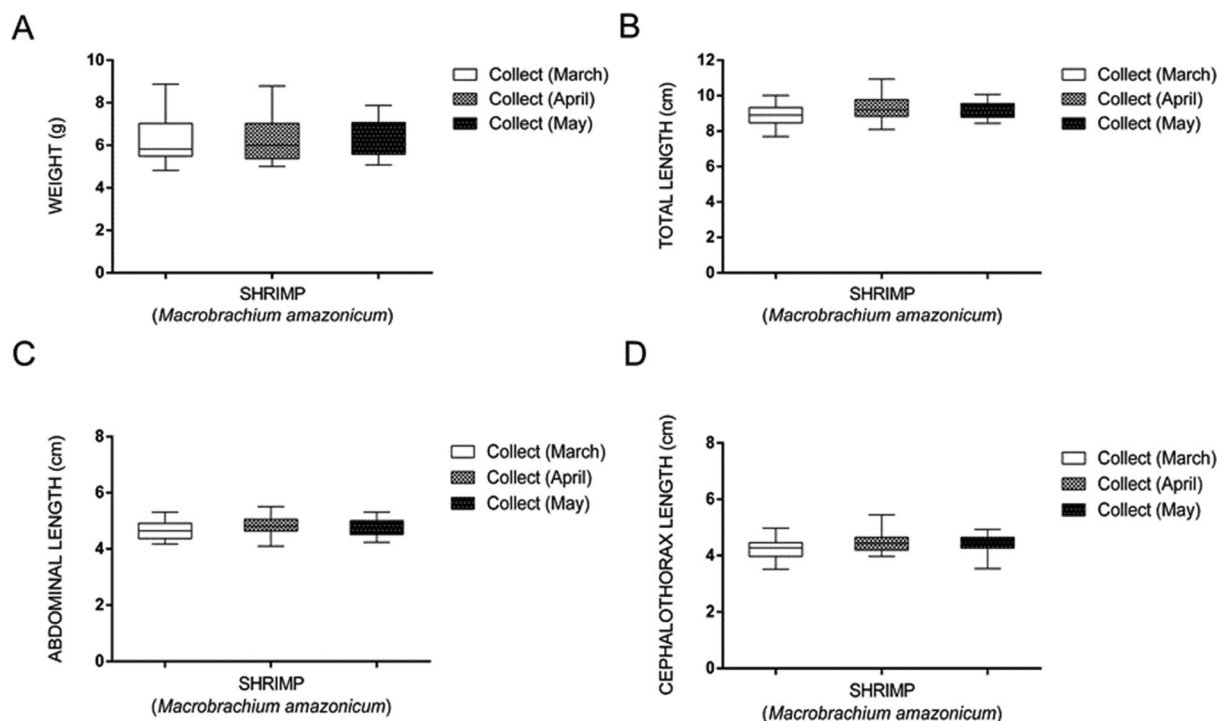 A
WEIGHT (g)
10
8
6
4
2
0
SHRIMP
(Macrobrachium amazonicum)
Collect (March)
Collect (April)
Collect (May)
B
TOTAL LENGTH (cm)
12
10
8
6
4
2
0
SHRIMP
(Macrobrachium amazonicum)
Collect (March)
Collect (April)
Collect (May)
C
ABDOMINAL LENGTH (cm)
8
6
4
2
0
SHRIMP
(Macrobrachium amazonicum)
Collect (March)
Collect (April)
Collect (May)
D
CEPHALOTHORAX LENGTH (cm)
8
6
4
2
0
SHRIMP
(Macrobrachium amazonicum)
Collect (March)
Collect (April)
Collect (May)